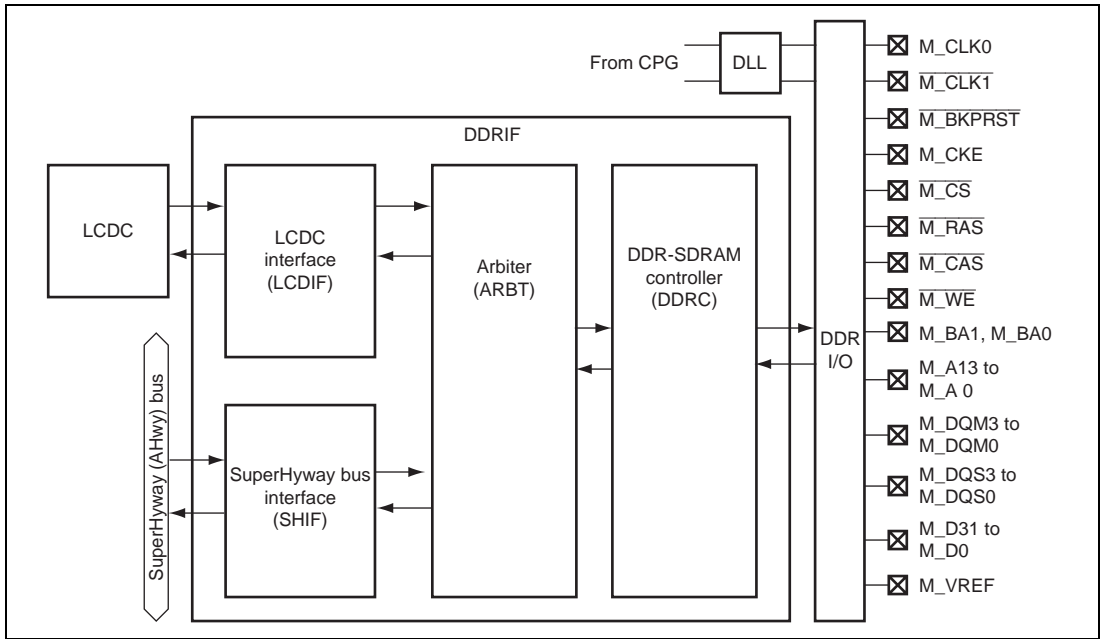 From CPG
DLL
M_CLK0
M_CLK1
M_BKPRST
M_CKE
M_CS
M_RAS
M_CAS
M_WE
M_BA1, M_BA0
M_A13 to
M_A 0
M_DQM3 to
M_DQM0
M_DQS3 to
M_DQS0
M_D31 to
M_D0
M_VREF
DDR
I/O
DDRIF
LCDC
LCDC
interface
(LCDIF)
Arbiter
(ARBT)
DDR-SDRAM
controller
(DDRC)
SuperHyway (AHwy) bus
SuperHyway bus
interface
(SHIF)